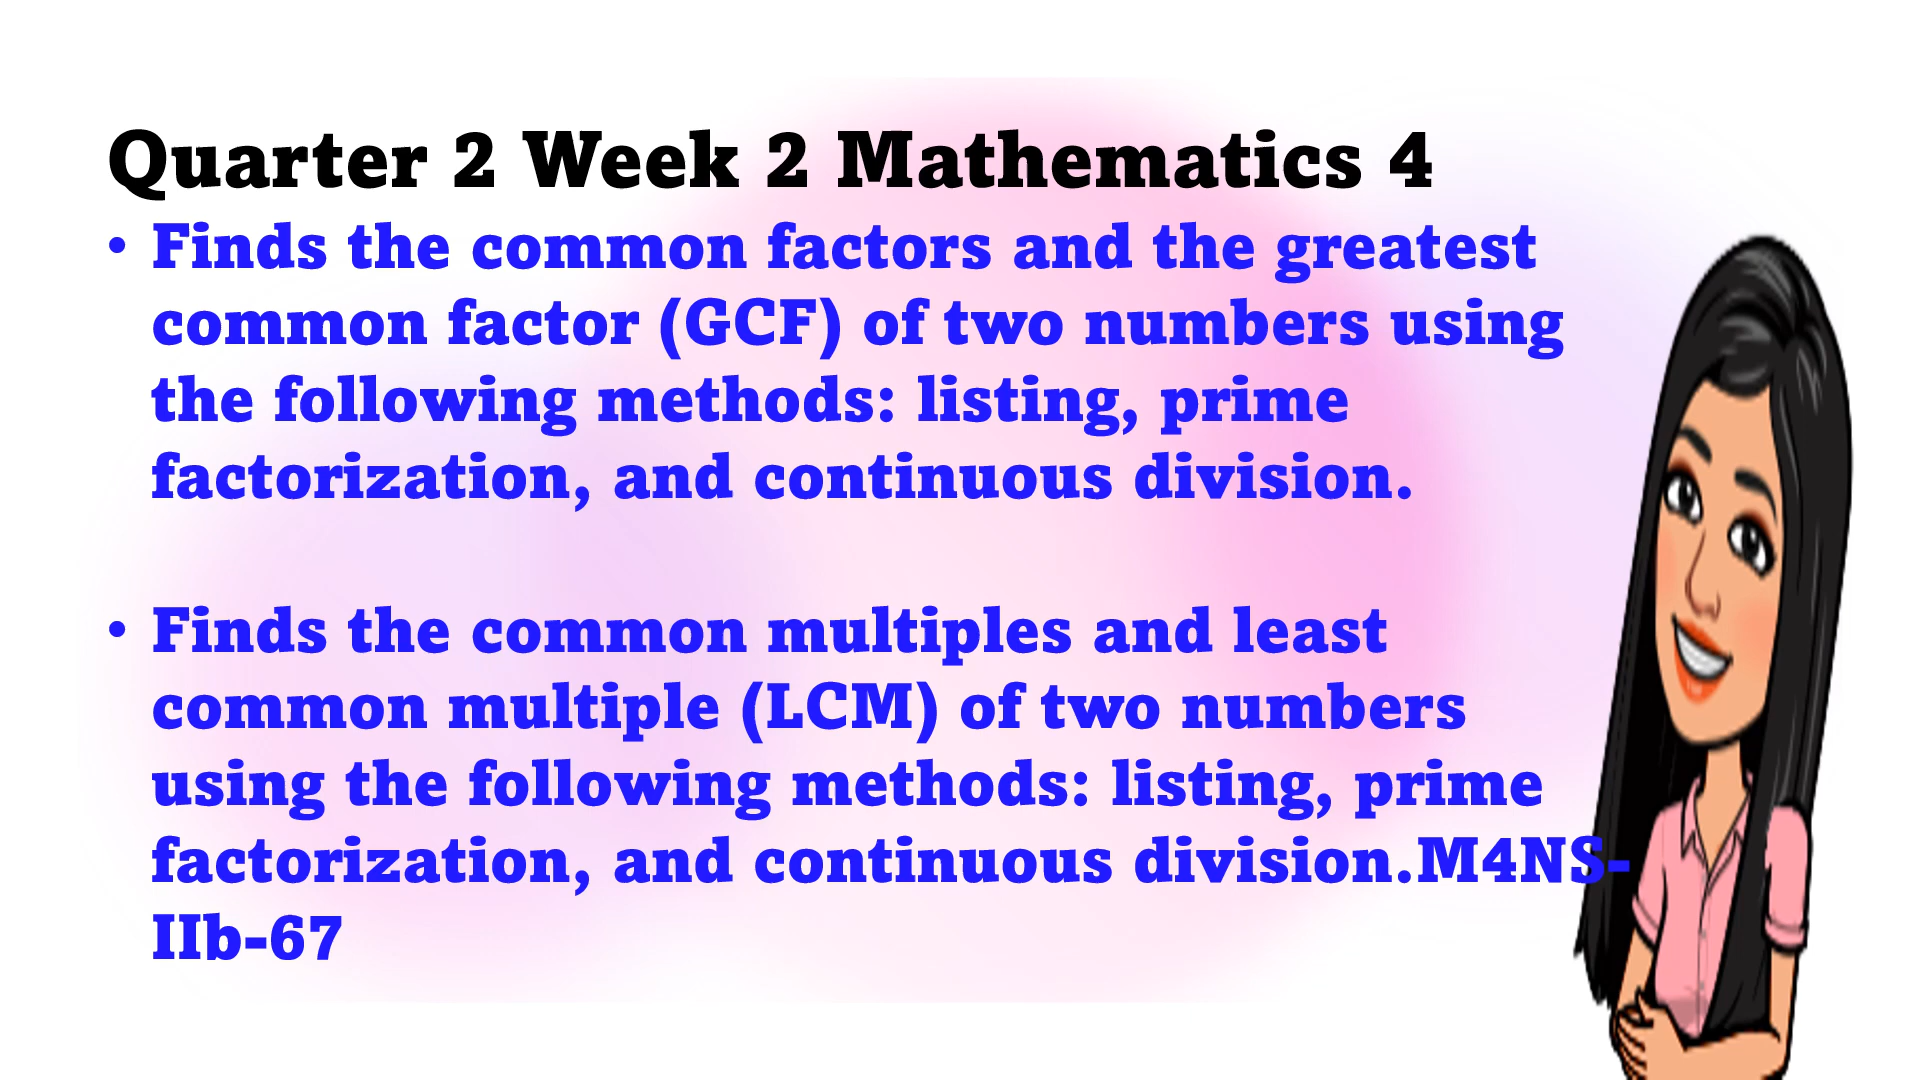 Quarter 2 Week 2 Mathematics 4
• Finds the common factors and the greatest
common factor (GCF) of two numbers using
the following methods: listing, prime
factorization, and continuous division.
• Finds the common multiples and least
common multiple (LCM) of two numbers
using the following methods: listing, prime
factorization, and continuous division.M4NS-
IIb-67